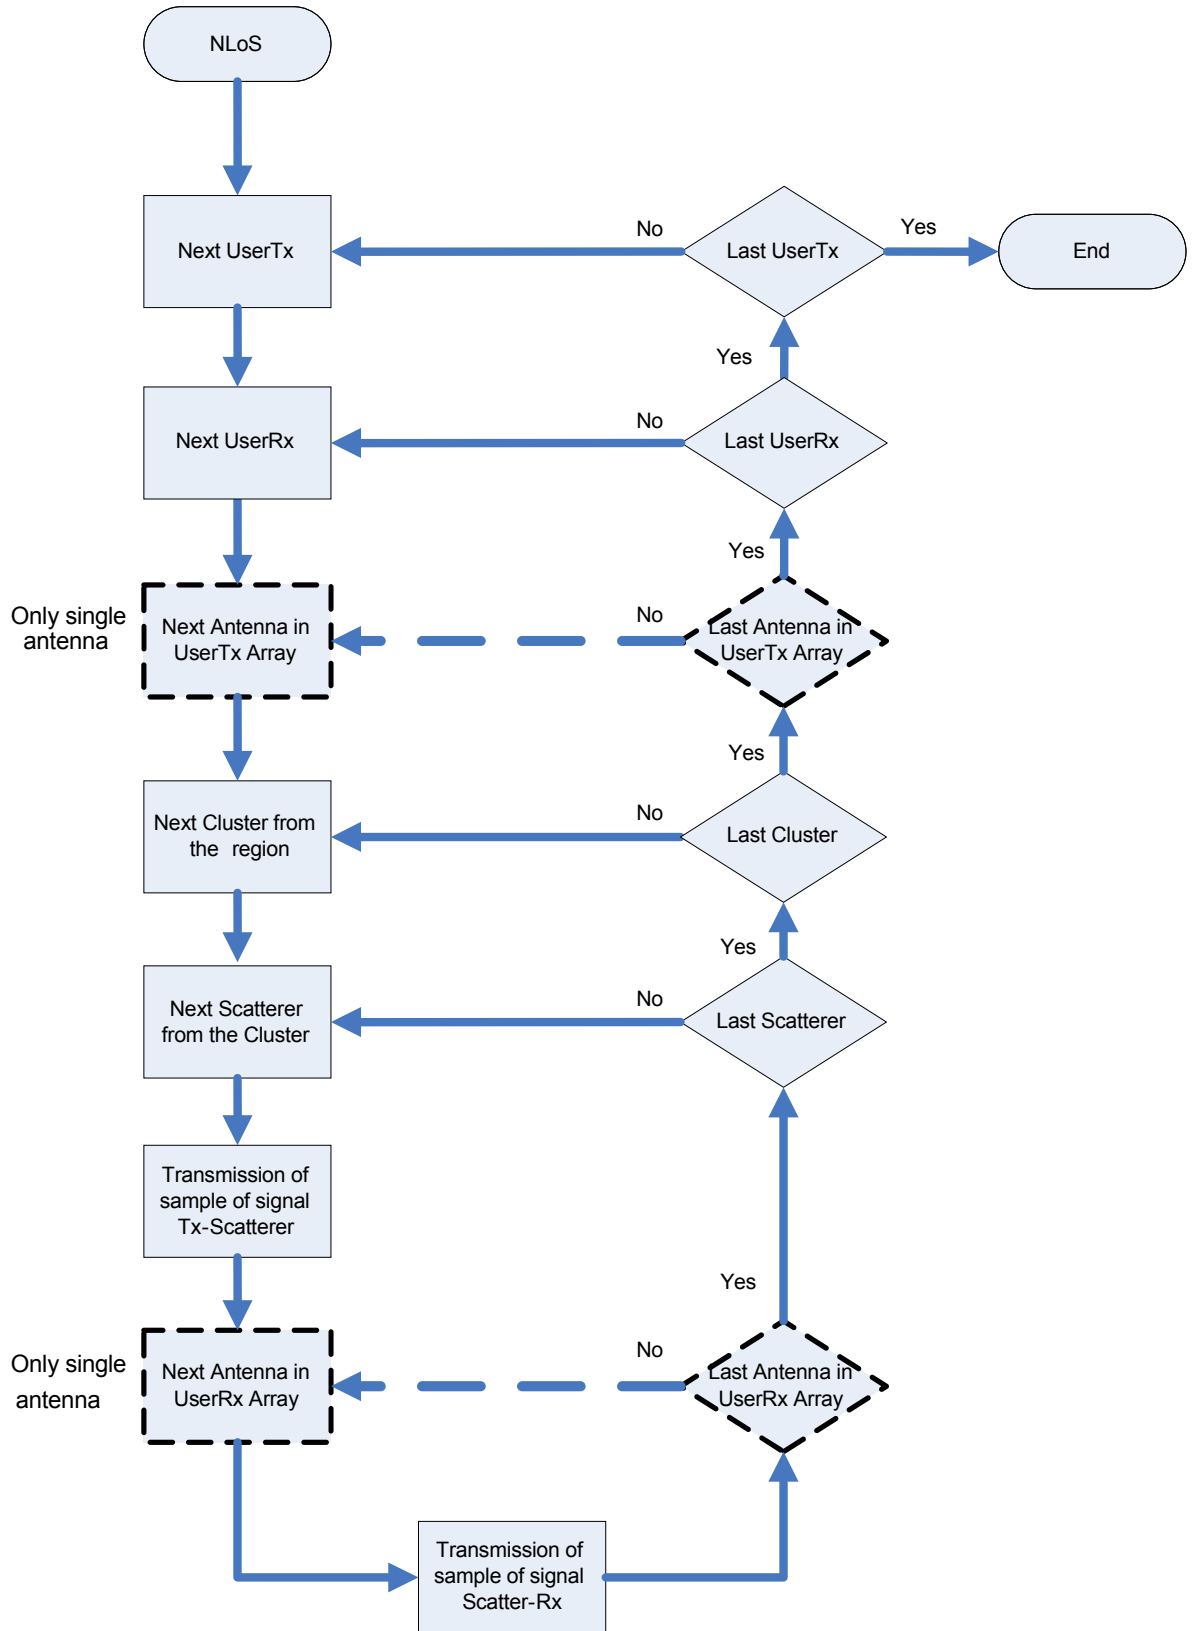 NLoS
Next UserTx
No
Last UserTx
Yes
End
Yes
Next UserRx
No
Last UserRx
Yes
Only single
antenna
Next Antenna in
UserTx Array
No
Last Antenna in
UserTx Array
Yes
Next Cluster from
the region
No
Last Cluster
Yes
Next Scatterer
from the Cluster
No
Last Scatterer
Transmission of
sample of signal
Tx-Scatterer
Yes
Only single
antenna
Next Antenna in
UserRx Array
No
Last Antenna in
UserRx Array
Transmission of
sample of signal
Scatter-Rx